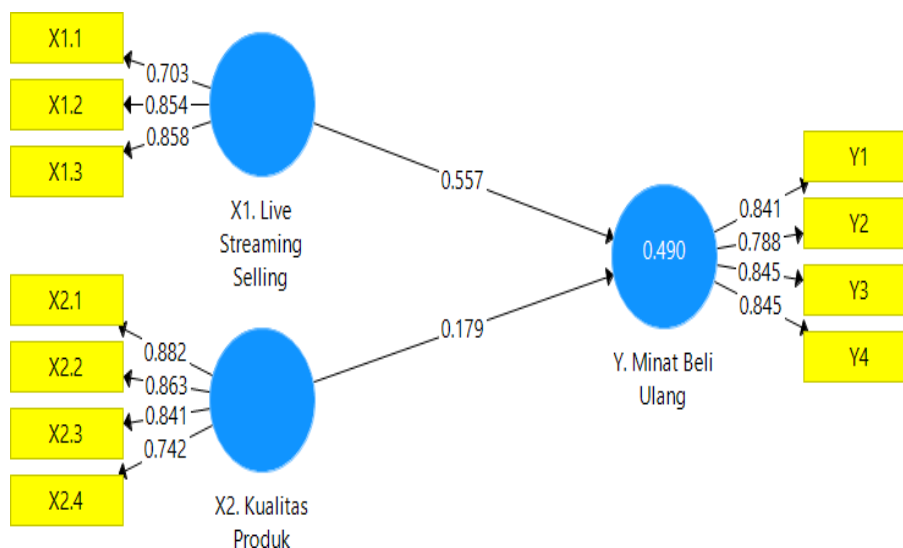 X1.1
0.703
X1.2
0.854
X1.3
0.858
X1. Live
Streaming
Selling
0.557
X2.1
0.882
X2.2
0.863
X2.3
0.841
X2.4
0.742
X2. Kualitas
Produk
0.179
0.490
Y. Minat Beli
Ulang
Y1
0.841
Y2
0.788
Y3
0.845
Y4
0.845